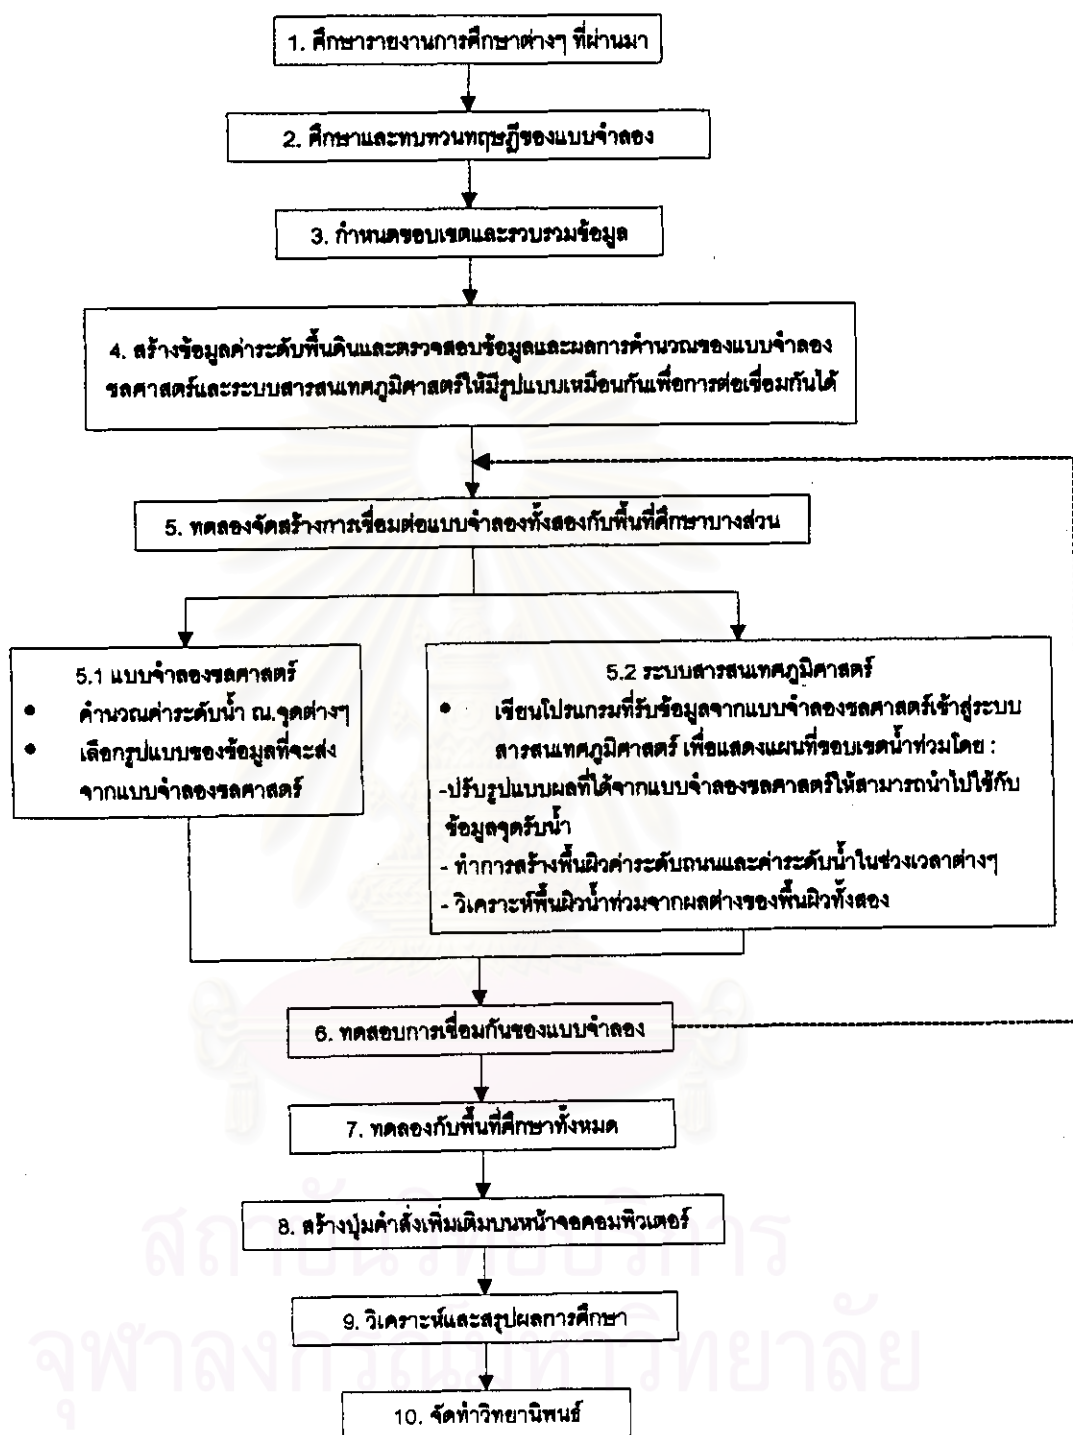 1. ศึกษารายงานการศึกษาต่างๆ ที่ผ่านมา
2. ศึกษาและทบทวนทฤษฎีของแบบจำลอง
3. กำหนดขอบเขตและรวบรวมข้อมูล
4. สร้างข้อมูลค่าระดับพื้นดินและตรวจสอบข้อมูลและผลการคำนวณของแบบจำลอง
ชลศาสตร์และระบบสารสนเทศภูมิศาสตร์ให้มีรูปแบบเหมือนกันเพื่อการต่อเชื่อมกันได้
5. ทดลองจัดสร้างการเชื่อมต่อแบบจำลองทั้งสองกับพื้นที่ศึกษาบางส่วน
5.1 แบบจำลองชลศาสตร์
• คำนวณค่าระดับน้ำ ณ.จุดต่างๆ
• เลือกรูปแบบของข้อมูลที่จะส่ง
จากแบบจำลองชลศาสตร์
5.2 ระบบสารสนเทศภูมิศาสตร์
• เขียนโปรแกรมที่รับข้อมูลจากแบบจำลองชลศาสตร์เข้าสู่ระบบ
สารสนเทศภูมิศาสตร์ เพื่อแสดงแผนที่ขอบเขตน้ำท่วมโดย :
-ปรับรูปแบบผลที่ได้จากแบบจำลองชลศาสตร์ให้สามารถนำไปใช้กับ
ข้อมูลจุดรับน้ำ
- ทำการสร้างพื้นผิวค่าระดับถนนและค่าระดับน้ำในช่วงเวลาต่างๆ
- วิเคราะห์พื้นผิวน้ำท่วมจากผลต่างของพื้นผิวทั้งสอง
6. ทดสอบการเชื่อมกันของแบบจำลอง
7. ทดลองกับพื้นที่ศึกษาทั้งหมด
8. สร้างปุ่มคำสั่งเพิ่มเติมบนหน้าจอคอมพิวเตอร์
9. วิเคราะห์และสรุปผลการศึกษา
10. จัดทำวิทยานิพนธ์
สถาบันวิทยบริการ
จุฬาลงกรณ์มหาวิทยาลัย